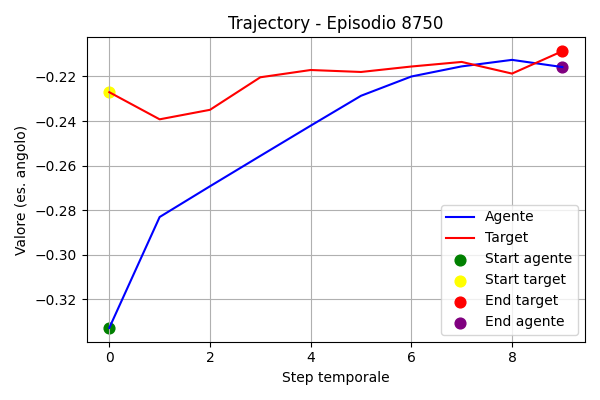 Trajectory - Episodio 8750
Valore (es. angolo)
−0.22
−0.24
−0.26
−0.28
−0.30
−0.32
Agente
Target
Start agente
Start target
End target
End agente
0 2 4 6 8
Step temporale